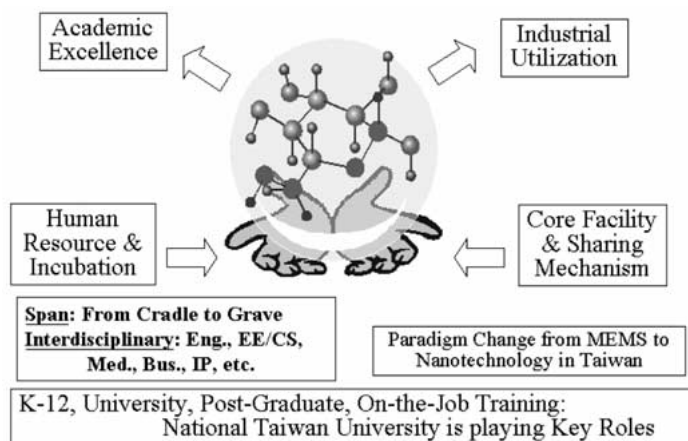 Academic
Excellence
Industrial
Utilization
Human
Resource &
Incubation
Core Facility
& Sharing
Mechanism
Span: From Cradle to Grave
Interdisciplinary: Eng., EE/CS,
Med., Bus., IP, etc.
Paradigm Change from MEMS to
Nanotechnology in Taiwan
K-12, University, Post-Graduate, On-the-Job Training:
National Taiwan University is playing Key Roles